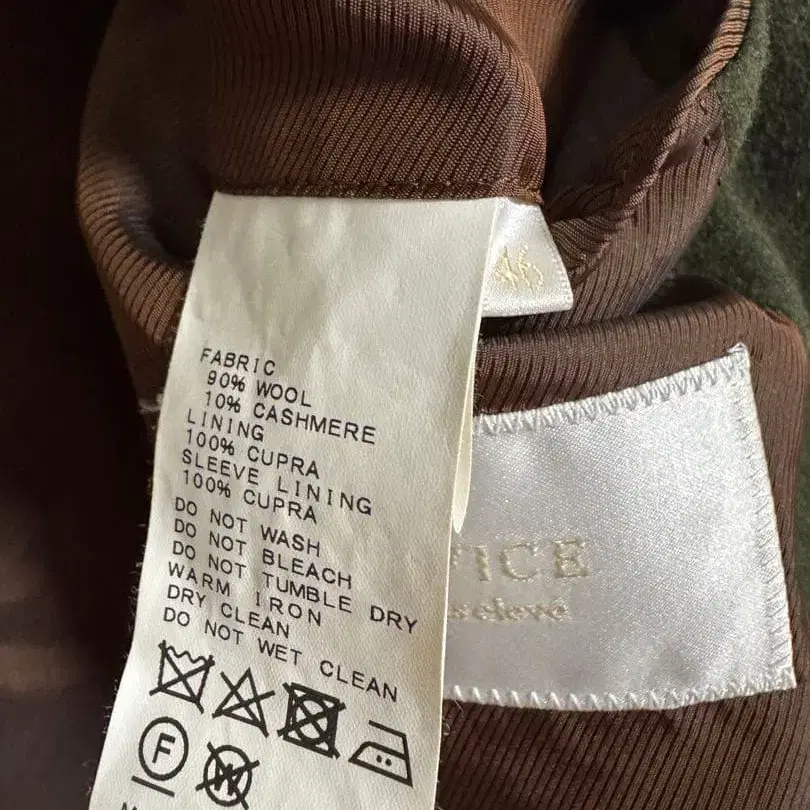 46
FABRIC
90% WOOL
10% CASHMERE
LINING
100% CUPRA
SLEEVE LINING
100% CUPRA
DO NOT WASH
DO NOT BLEACH
DO NOT TUMBLE DRY
WARM IRON
DRY CLEAN
DO NOT WET CLEAN
F
W